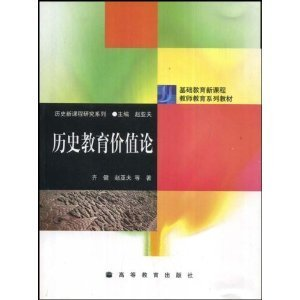 基础教育新课程
教师教育系列教材
历史新课程研究系列 ●主编 赵亚夫
历史教育价值论
齐 健 赵亚夫 等 著
高等教育出版社